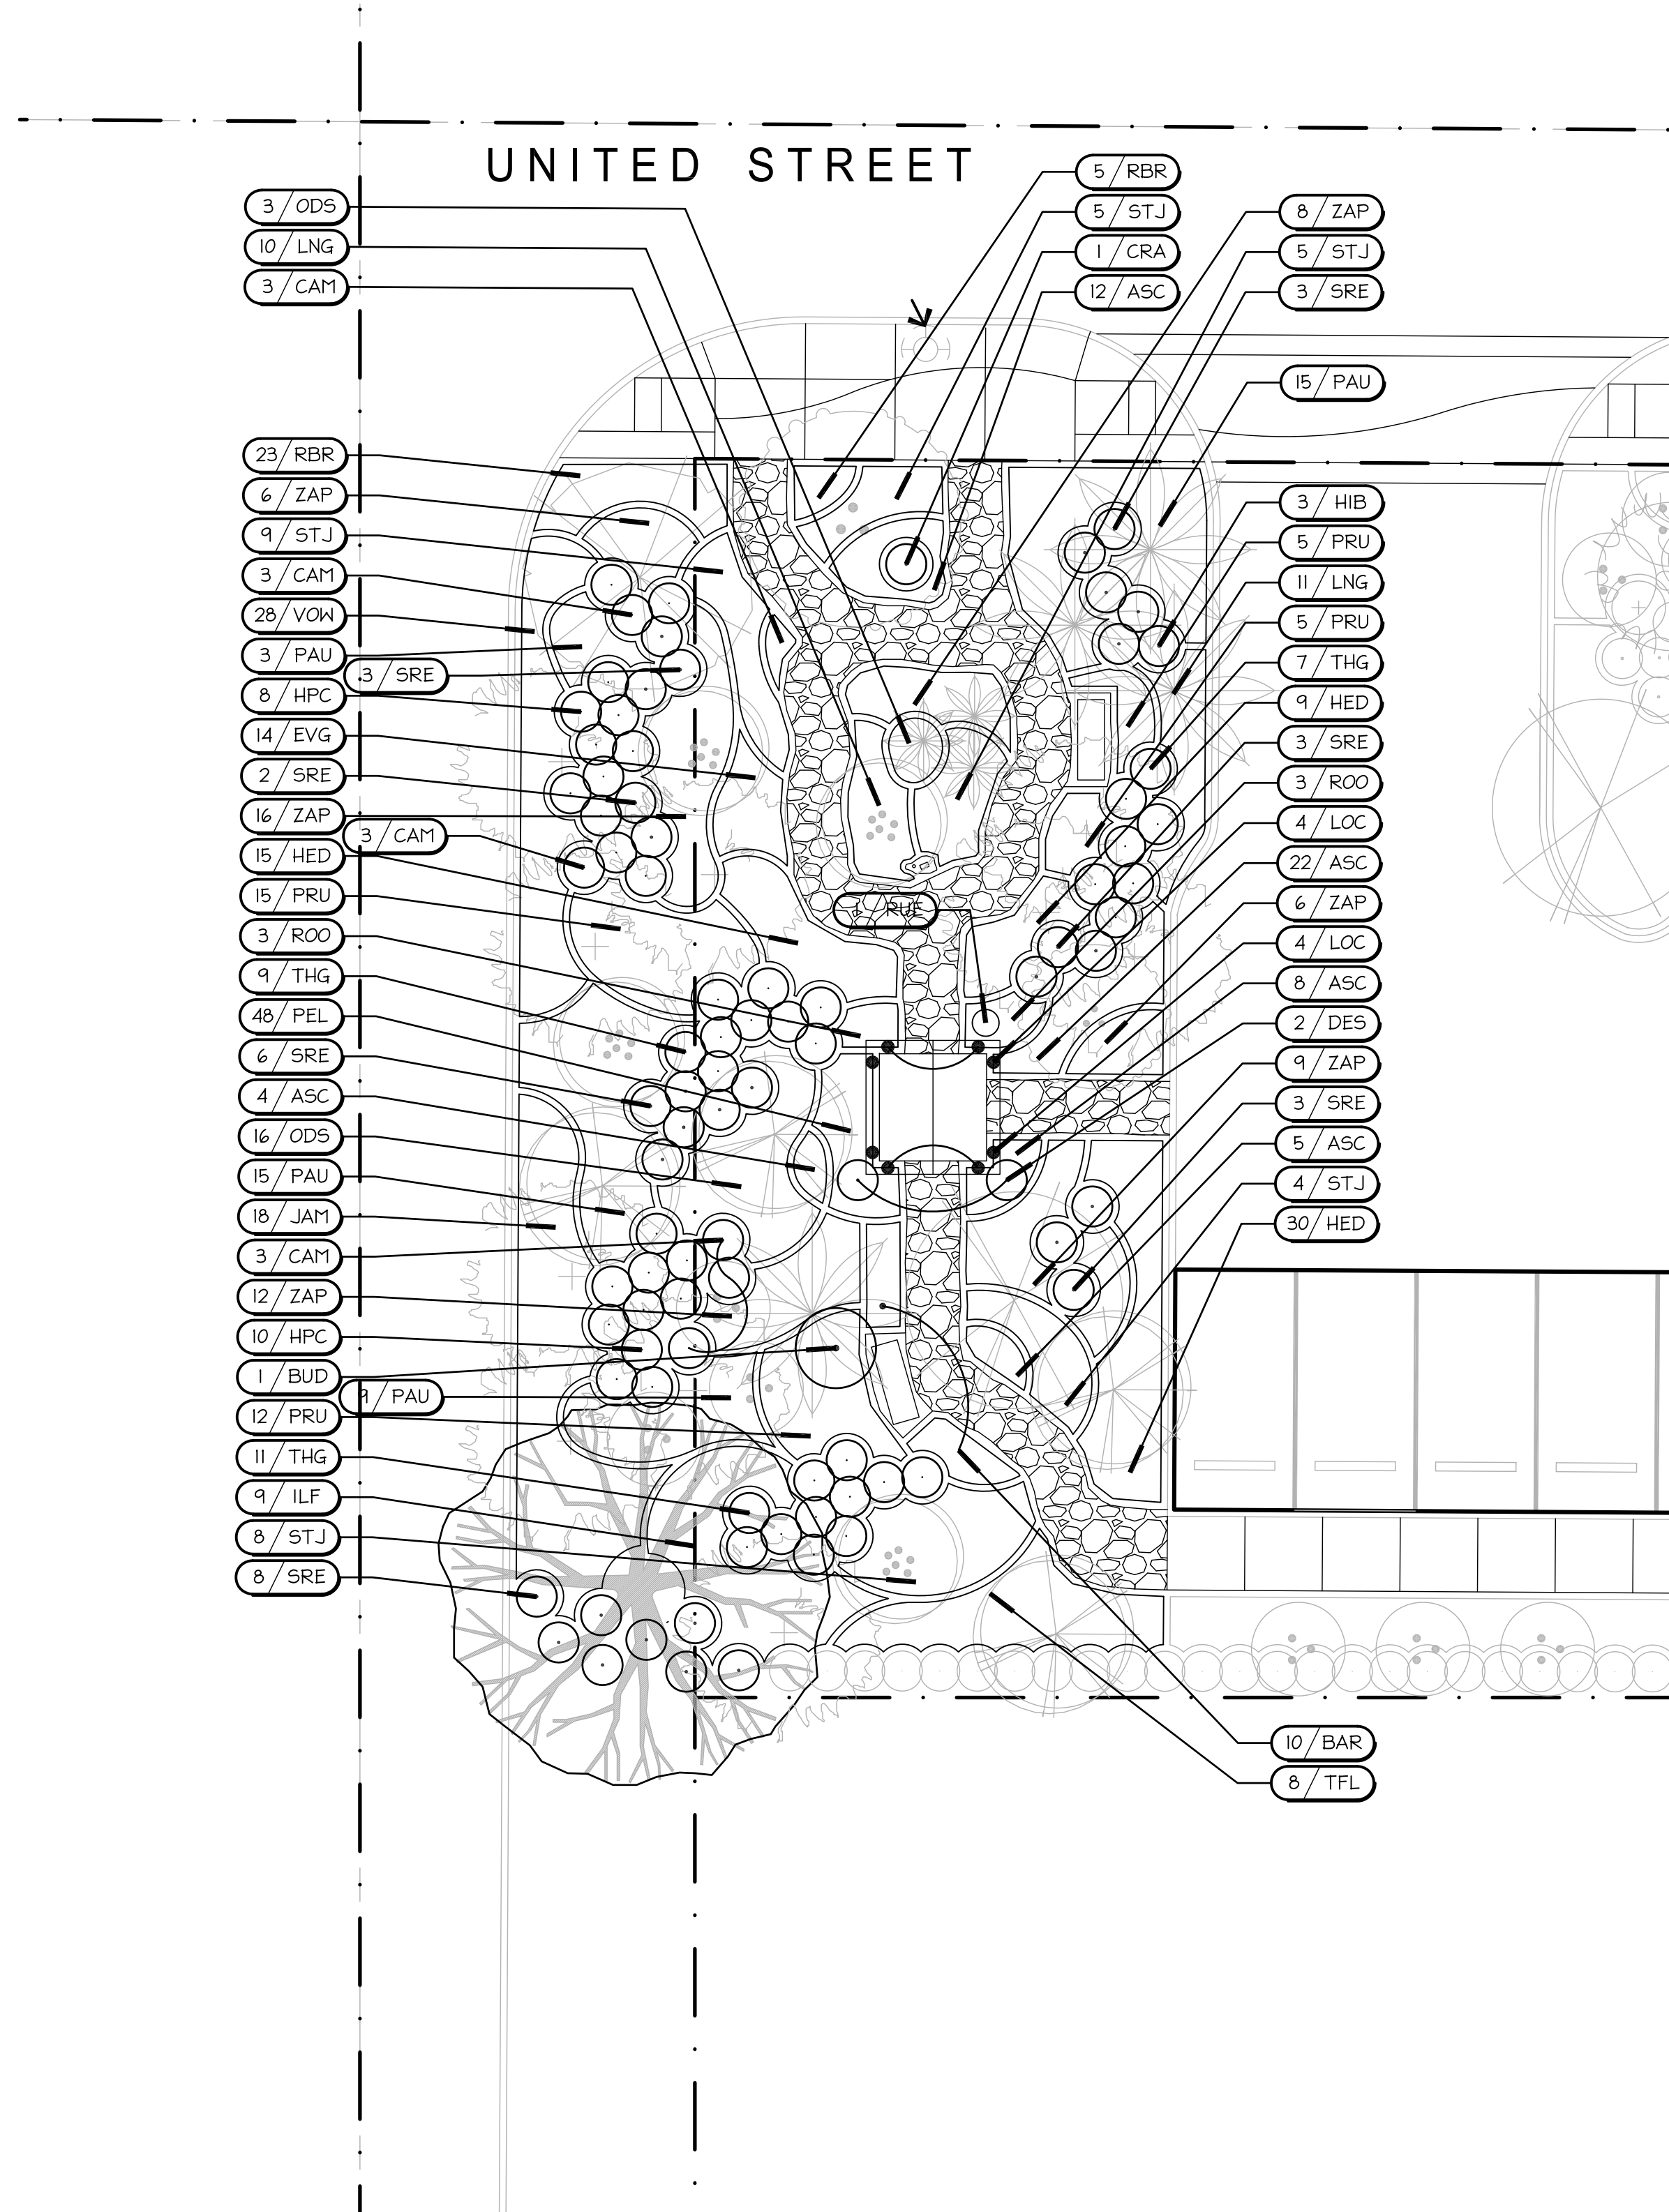 UNITED STREET
3 / ODS
10 / LNG
3 / CAM
5 / RBR
5 / STJ
1 / CRA
12 / ASC
8 / ZAP
5 / STJ
3 / SRE
15 / PAU
23 / RBR
6 / ZAP
9 / STJ
3 / CAM
28 / VOW
3 / PAU
3 / SRE
8 / HPC
14 / EVG
2 / SRE
16 / ZAP
3 / CAM
15 / HED
15 / PRU
3 / ROO
9 / THG
48 / PEL
6 / SRE
4 / ASC
16 / ODS
15 / PAU
18 / JAM
3 / CAM
12 / ZAP
10 / HPC
1 / BUD
9 / PAU
12 / PRU
11 / THG
9 / ILF
8 / STJ
8 / SRE
1 / RUE
3 / HIB
5 / PRU
11 / LNG
5 / PRU
7 / THG
9 / HED
3 / SRE
3 / ROO
4 / LOC
22 / ASC
6 / ZAP
4 / LOC
8 / ASC
2 / DES
9 / ZAP
3 / SRE
5 / ASC
4 / STJ
30 / HED
10 / BAR
8 / TFL